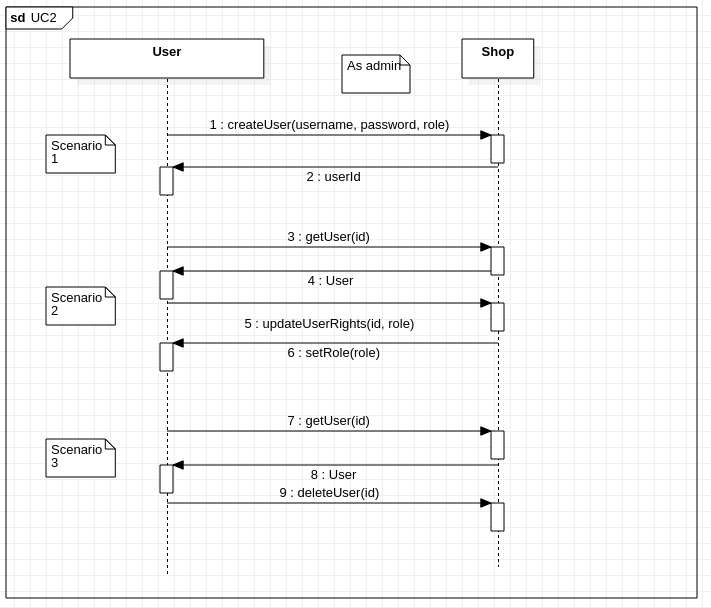 sd UC2
User
As admin
Shop
1 : createUser(username, password, role)
Scenario
1
2 : userId
3 : getUser(id)
4 : User
Scenario
2
5 : updateUserRights(id, role)
6 : setRole(role)
7 : getUser(id)
Scenario
3
8 : User
9 : deleteUser(id)